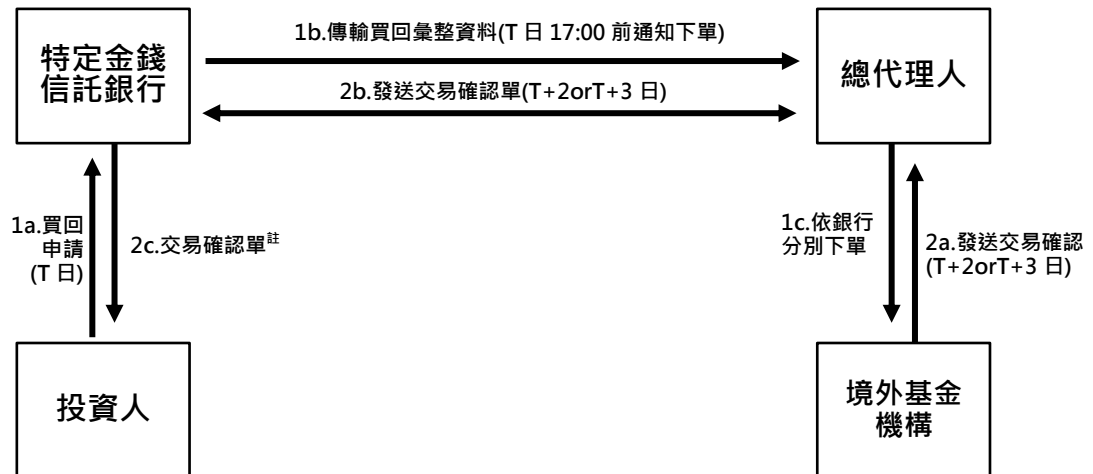 特定金錢
信託銀行
1b.傳輸買回彙整資料(T 日 17:00 前通知下單)
2b.發送交易確認單(T+2orT+3 日)
總代理人
1a.買回
申請
(T 日)
2c.交易確認單註
1c.依銀行
分別下單
2a.發送交易確認
(T+2orT+3 日)
投資人
境外基金
機構